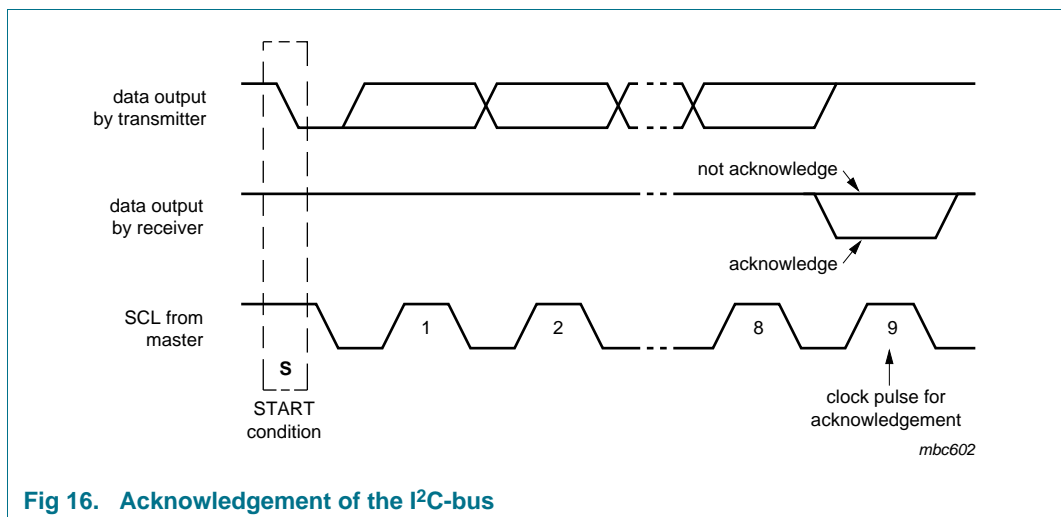 data output
by transmitter
not acknowledge
data output
by receiver
acknowledge
SCL from
master
1
2
8
9
S
START
condition
clock pulse for
acknowledgement
mbc602
Fig 16. Acknowledgement of the I²C-bus